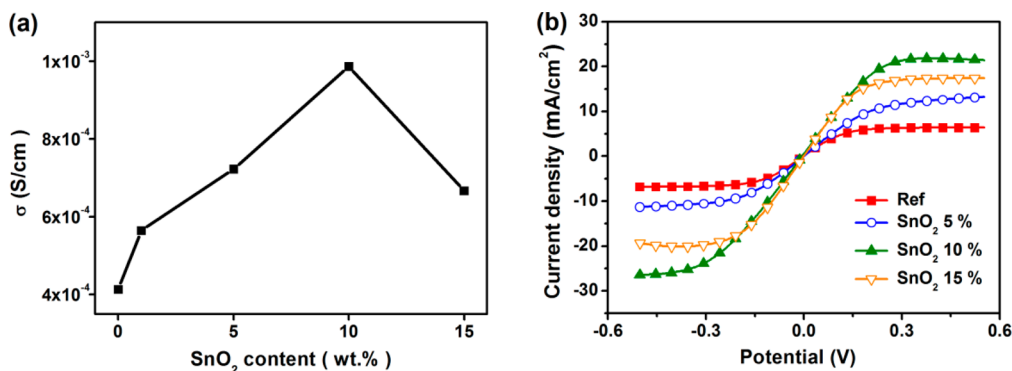 (a)
1x10⁻³
8x10⁻⁴
6x10⁻⁴
4x10⁻⁴
σ (S/cm)
0 5 10 15
SnO₂ content ( wt.% )
(b)
20
10
0
-10
-20
-30
Current density (mA/cm²)
Ref
SnO₂ 5 %
SnO₂ 10 %
SnO₂ 15 %
-0.6 -0.3 0.0 0.3 0.6
Potential (V)